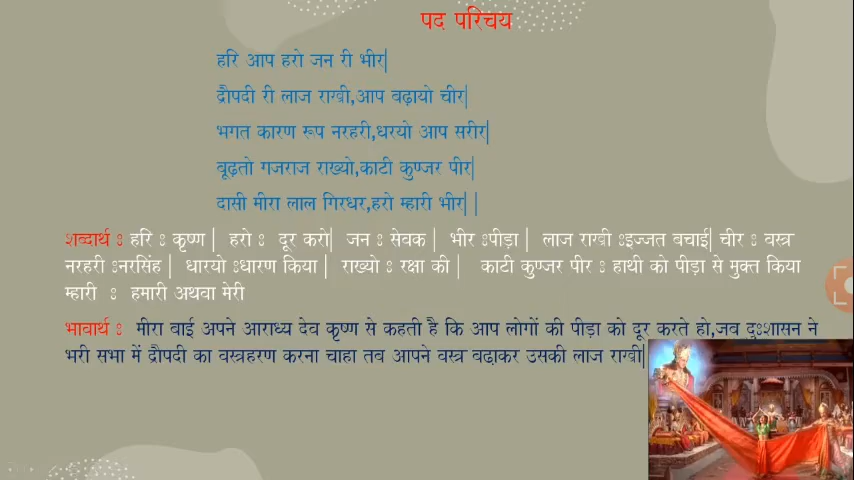 पद परिचय
हरि आप हरो जन री भीर|
द्रौपदी री लाज राखी,आप बढ़ायो चीर|
भगत कारण रूप नरहरी,धरयो आप सरीर|
बूढ़तो गजराज राख्यो,काटी कुण्जर पीर|
दासी मीरा लाल गिरधर,हरो म्हारी भीर||
शब्दार्थ : हरि : कृष्ण | हरो : दूर करो| जन : सेवक | भीर :पीड़ा | लाज राखी :इज्जत बचाई| चीर : वस्त्र
नरहरी :नरसिंह | धारयो :धारण किया | राख्यो : रक्षा की | काटी कुण्जर पीर : हाथी को पीड़ा से मुक्त किया
म्हारी : हमारी अथवा मेरी
भावार्थ : मीरा बाई अपने आराध्य देव कृष्ण से कहती है कि आप लोगों की पीड़ा को दूर करते हो,जब दुःशासन ने
भरी सभा में द्रौपदी का वस्त्रहरण करना चाहा तब आपने वस्त्र बढ़ाकर उसकी लाज राखी|